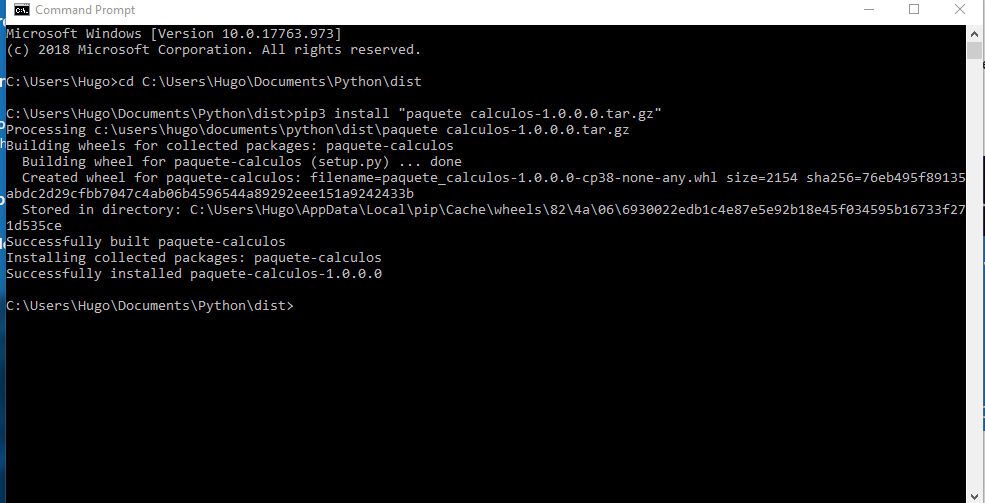 Command Prompt
Microsoft Windows [Version 10.0.17763.973]
(c) 2018 Microsoft Corporation. All rights reserved.
C:\Users\Hugo>cd C:\Users\Hugo\Documents\Python\dist
C:\Users\Hugo\Documents\Python\dist>pip3 install "paquete calculos-1.0.0.0.tar.gz"
Processing c:\users\hugo\documents\python\dist\paquete calculos-1.0.0.0.tar.gz
Building wheels for collected packages: paquete-calculos
  Building wheel for paquete-calculos (setup.py) ... done
  Created wheel for paquete-calculos: filename=paquete_calculos-1.0.0.0-cp38-none-any.whl size=2154 sha256=76eb495f89135
abdc2d29cfbb7047c4ab06b4596544a89292eee151a9242433b
  Stored in directory: C:\Users\Hugo\AppData\Local\pip\Cache\wheels\82\4a\06\6930022edb1c4e87e5e92b18e45f034595b16733f27
1d535ce
Successfully built paquete-calculos
Installing collected packages: paquete-calculos
Successfully installed paquete-calculos-1.0.0.0
C:\Users\Hugo\Documents\Python\dist>